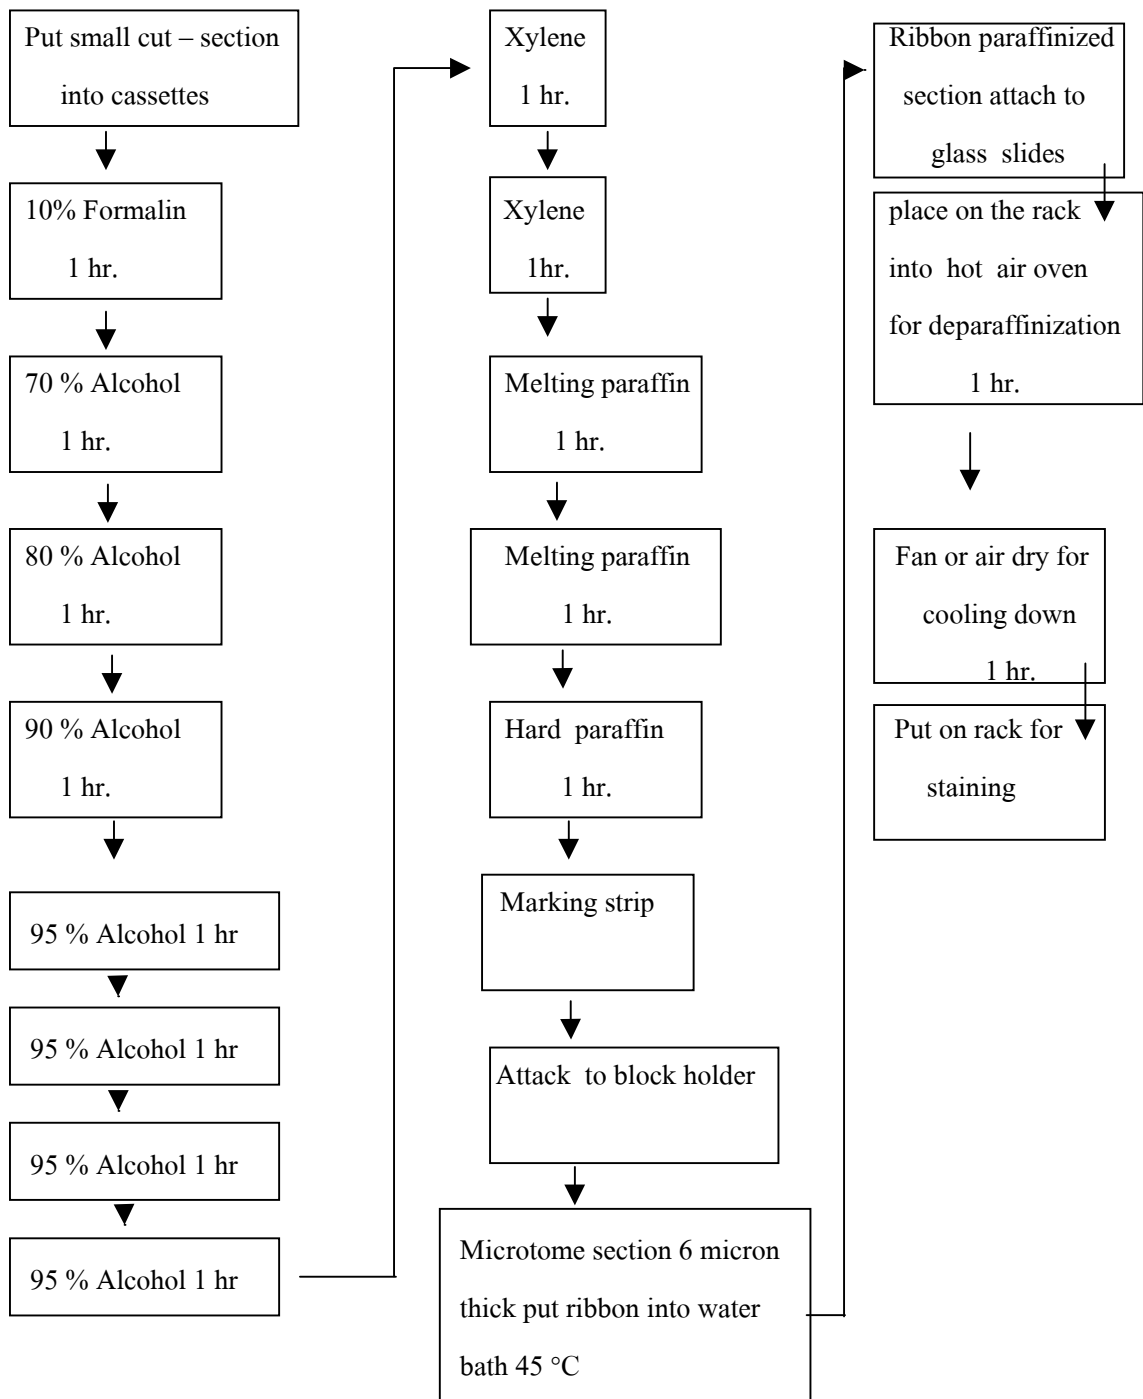 Put small cut – section
into cassettes
10% Formalin
1 hr.
70 % Alcohol
1 hr.
80 % Alcohol
1 hr.
90 % Alcohol
1 hr.
95 % Alcohol 1 hr
95 % Alcohol 1 hr
95 % Alcohol 1 hr
95 % Alcohol 1 hr
Xylene
1 hr.
Xylene
1hr.
Melting paraffin
1 hr.
Melting paraffin
1 hr.
Hard paraffin
1 hr.
Marking strip
Attack to block holder
Microtome section 6 micron
thick put ribbon into water
bath 45 °C
Ribbon paraffinized
section attach to
glass slides
place on the rack
into hot air oven
for deparaffinization
1 hr.
Fan or air dry for
cooling down
1 hr.
Put on rack for
staining